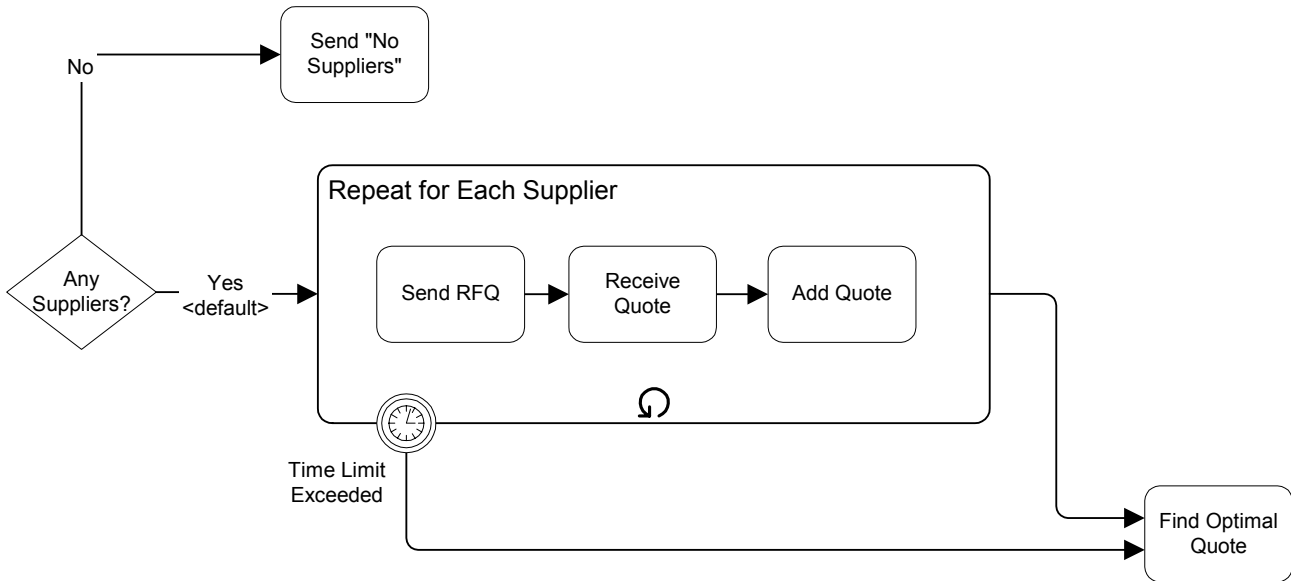 Send "No
Suppliers"
No
Repeat for Each Supplier
Any
Suppliers?
Yes
<default>
Send RFQ
Receive
Quote
Add Quote
Time Limit
Exceeded
Find Optimal
Quote